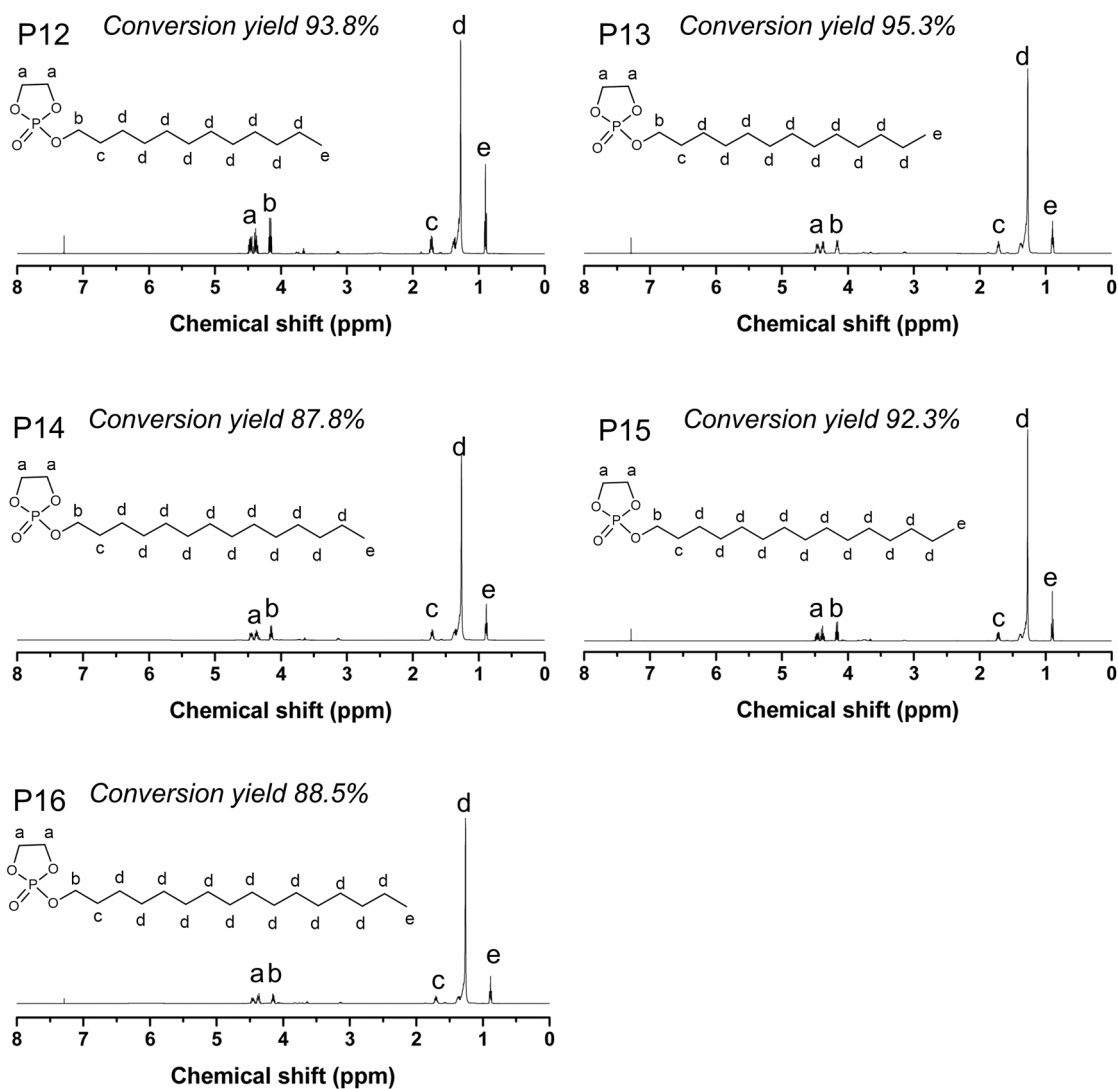 P12 Conversion yield 93.8%
a a
O O
P b d d d d d
O O c d d d d e
a b c d e
8 7 6 5 4 3 2 1 0
Chemical shift (ppm)
P13 Conversion yield 95.3%
a a
O O
P b d d d d d e
O O c d d d d d
a b c d e
8 7 6 5 4 3 2 1 0
Chemical shift (ppm)
P14 Conversion yield 87.8%
a a
O O
P b d d d d d d
O O c d d d d d e
a b c d e
8 7 6 5 4 3 2 1 0
Chemical shift (ppm)
P15 Conversion yield 92.3%
a a
O O
P b d d d d d d e
O O c d d d d d d
a b c d e
8 7 6 5 4 3 2 1 0
Chemical shift (ppm)
P16 Conversion yield 88.5%
a a
O O
P b d d d d d d d
O O c d d d d d d e
a b c d e
8 7 6 5 4 3 2 1 0
Chemical shift (ppm)